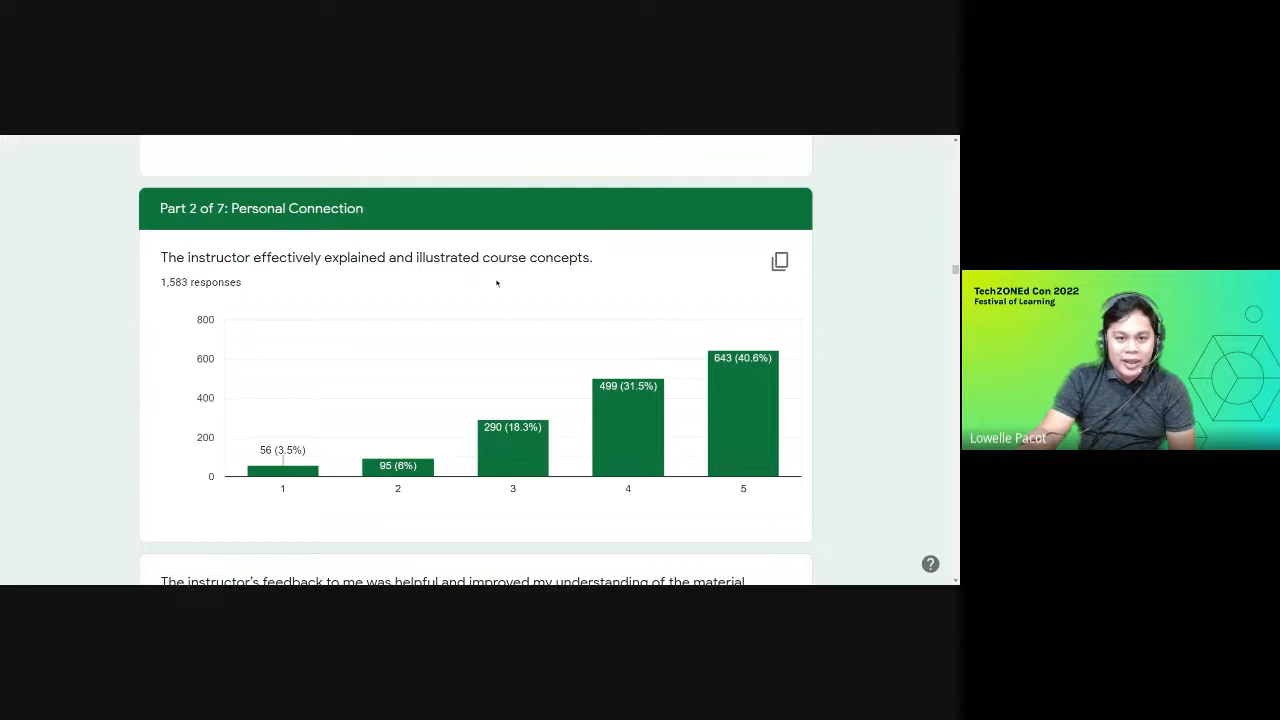 Part 2 of 7: Personal Connection
The instructor effectively explained and illustrated course concepts.
1,583 responses
800
600
400
200
0
56 (3.5%)
95 (6%)
290 (18.3%)
499 (31.5%)
643 (40.6%)
1
2
3
4
5
The instructor's feedback to me was helpful and improved my understanding of the material
?
TechZONEd Con 2022
Festival of Learning
Lowelle Pacot